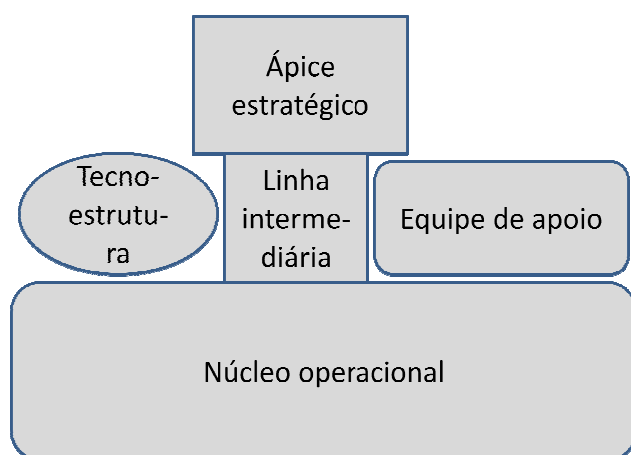 Ápice
estratégico
Tecno-
estrutu-
ra
Linha
interme-
diária
Equipe de apoio
Núcleo operacional